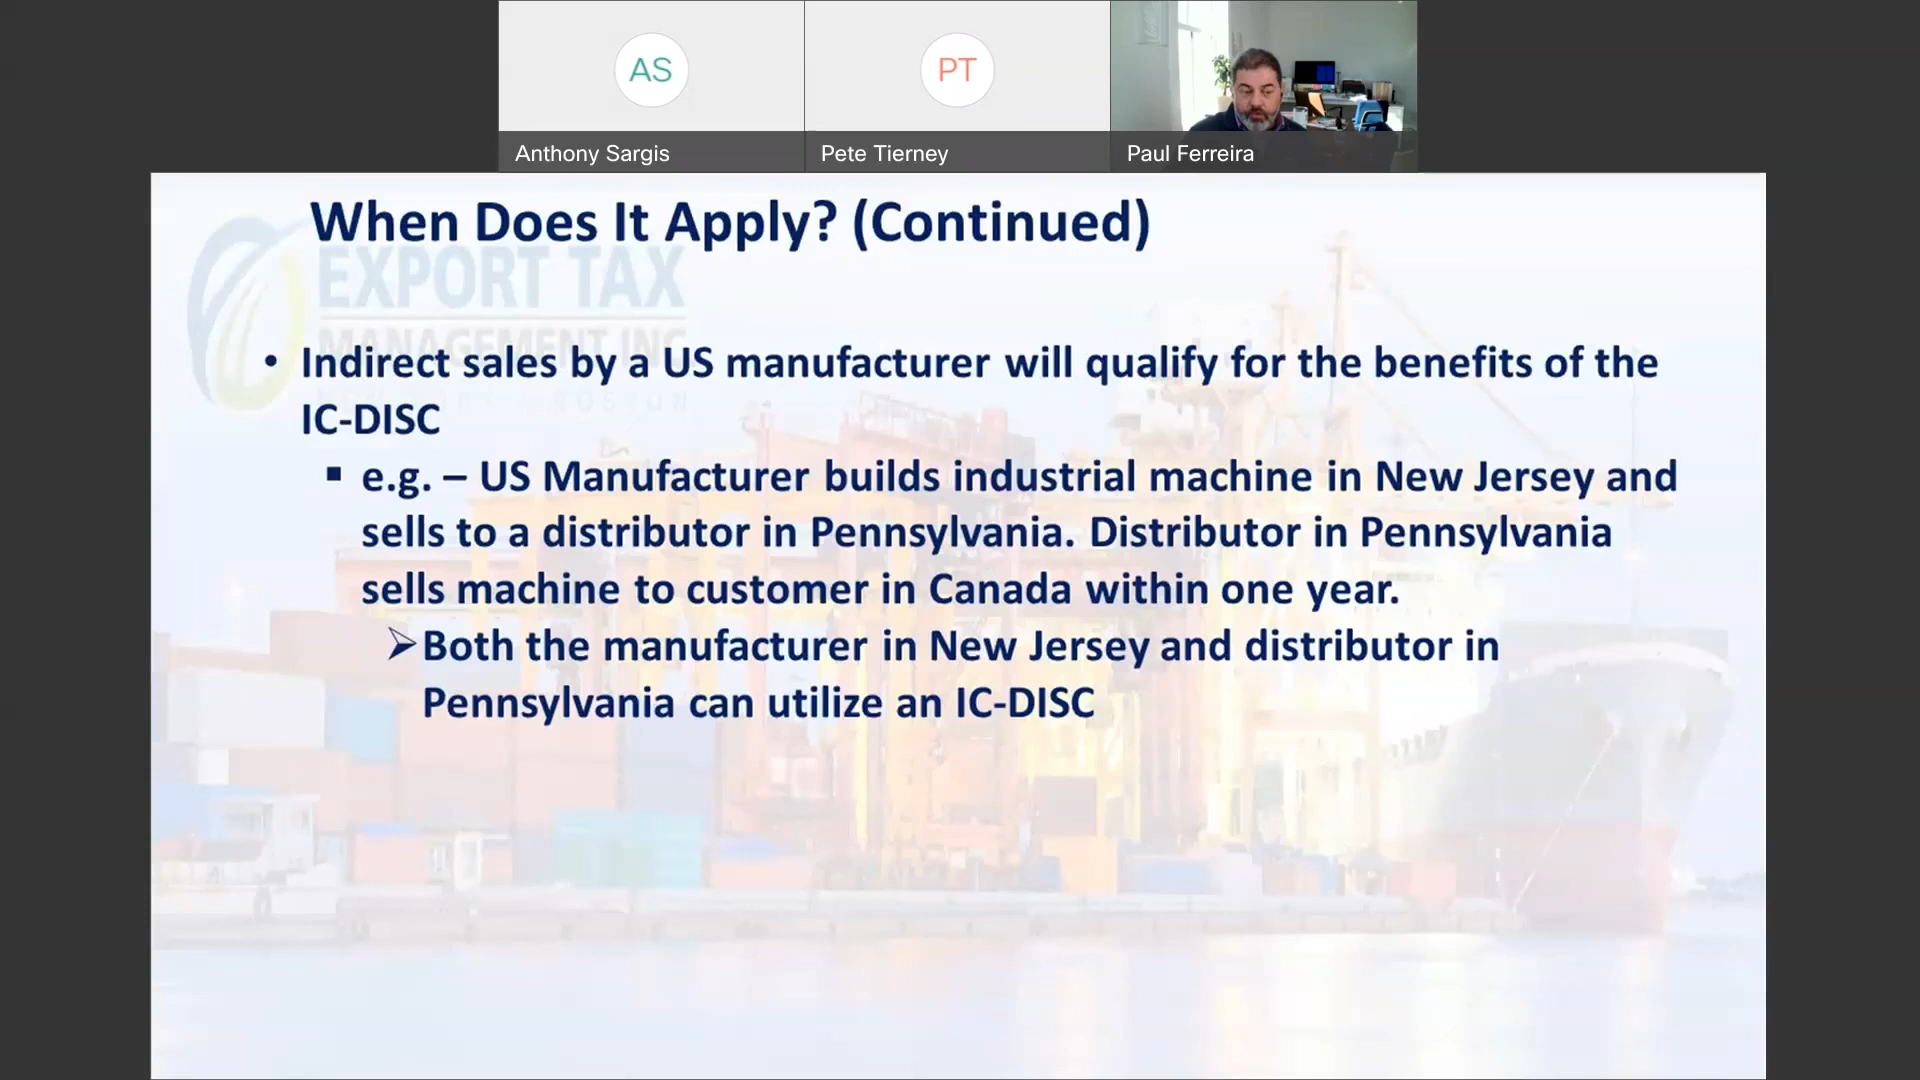 AS
PT
Anthony Sargis
Pete Tierney
Paul Ferreira
When Does It Apply? (Continued)
EXPORT TAX
MANAGEMENT INC
• Indirect sales by a US manufacturer will qualify for the benefits of the
IC-DISC
▪ e.g. – US Manufacturer builds industrial machine in New Jersey and
sells to a distributor in Pennsylvania. Distributor in Pennsylvania
sells machine to customer in Canada within one year.
➢ Both the manufacturer in New Jersey and distributor in
Pennsylvania can utilize an IC-DISC